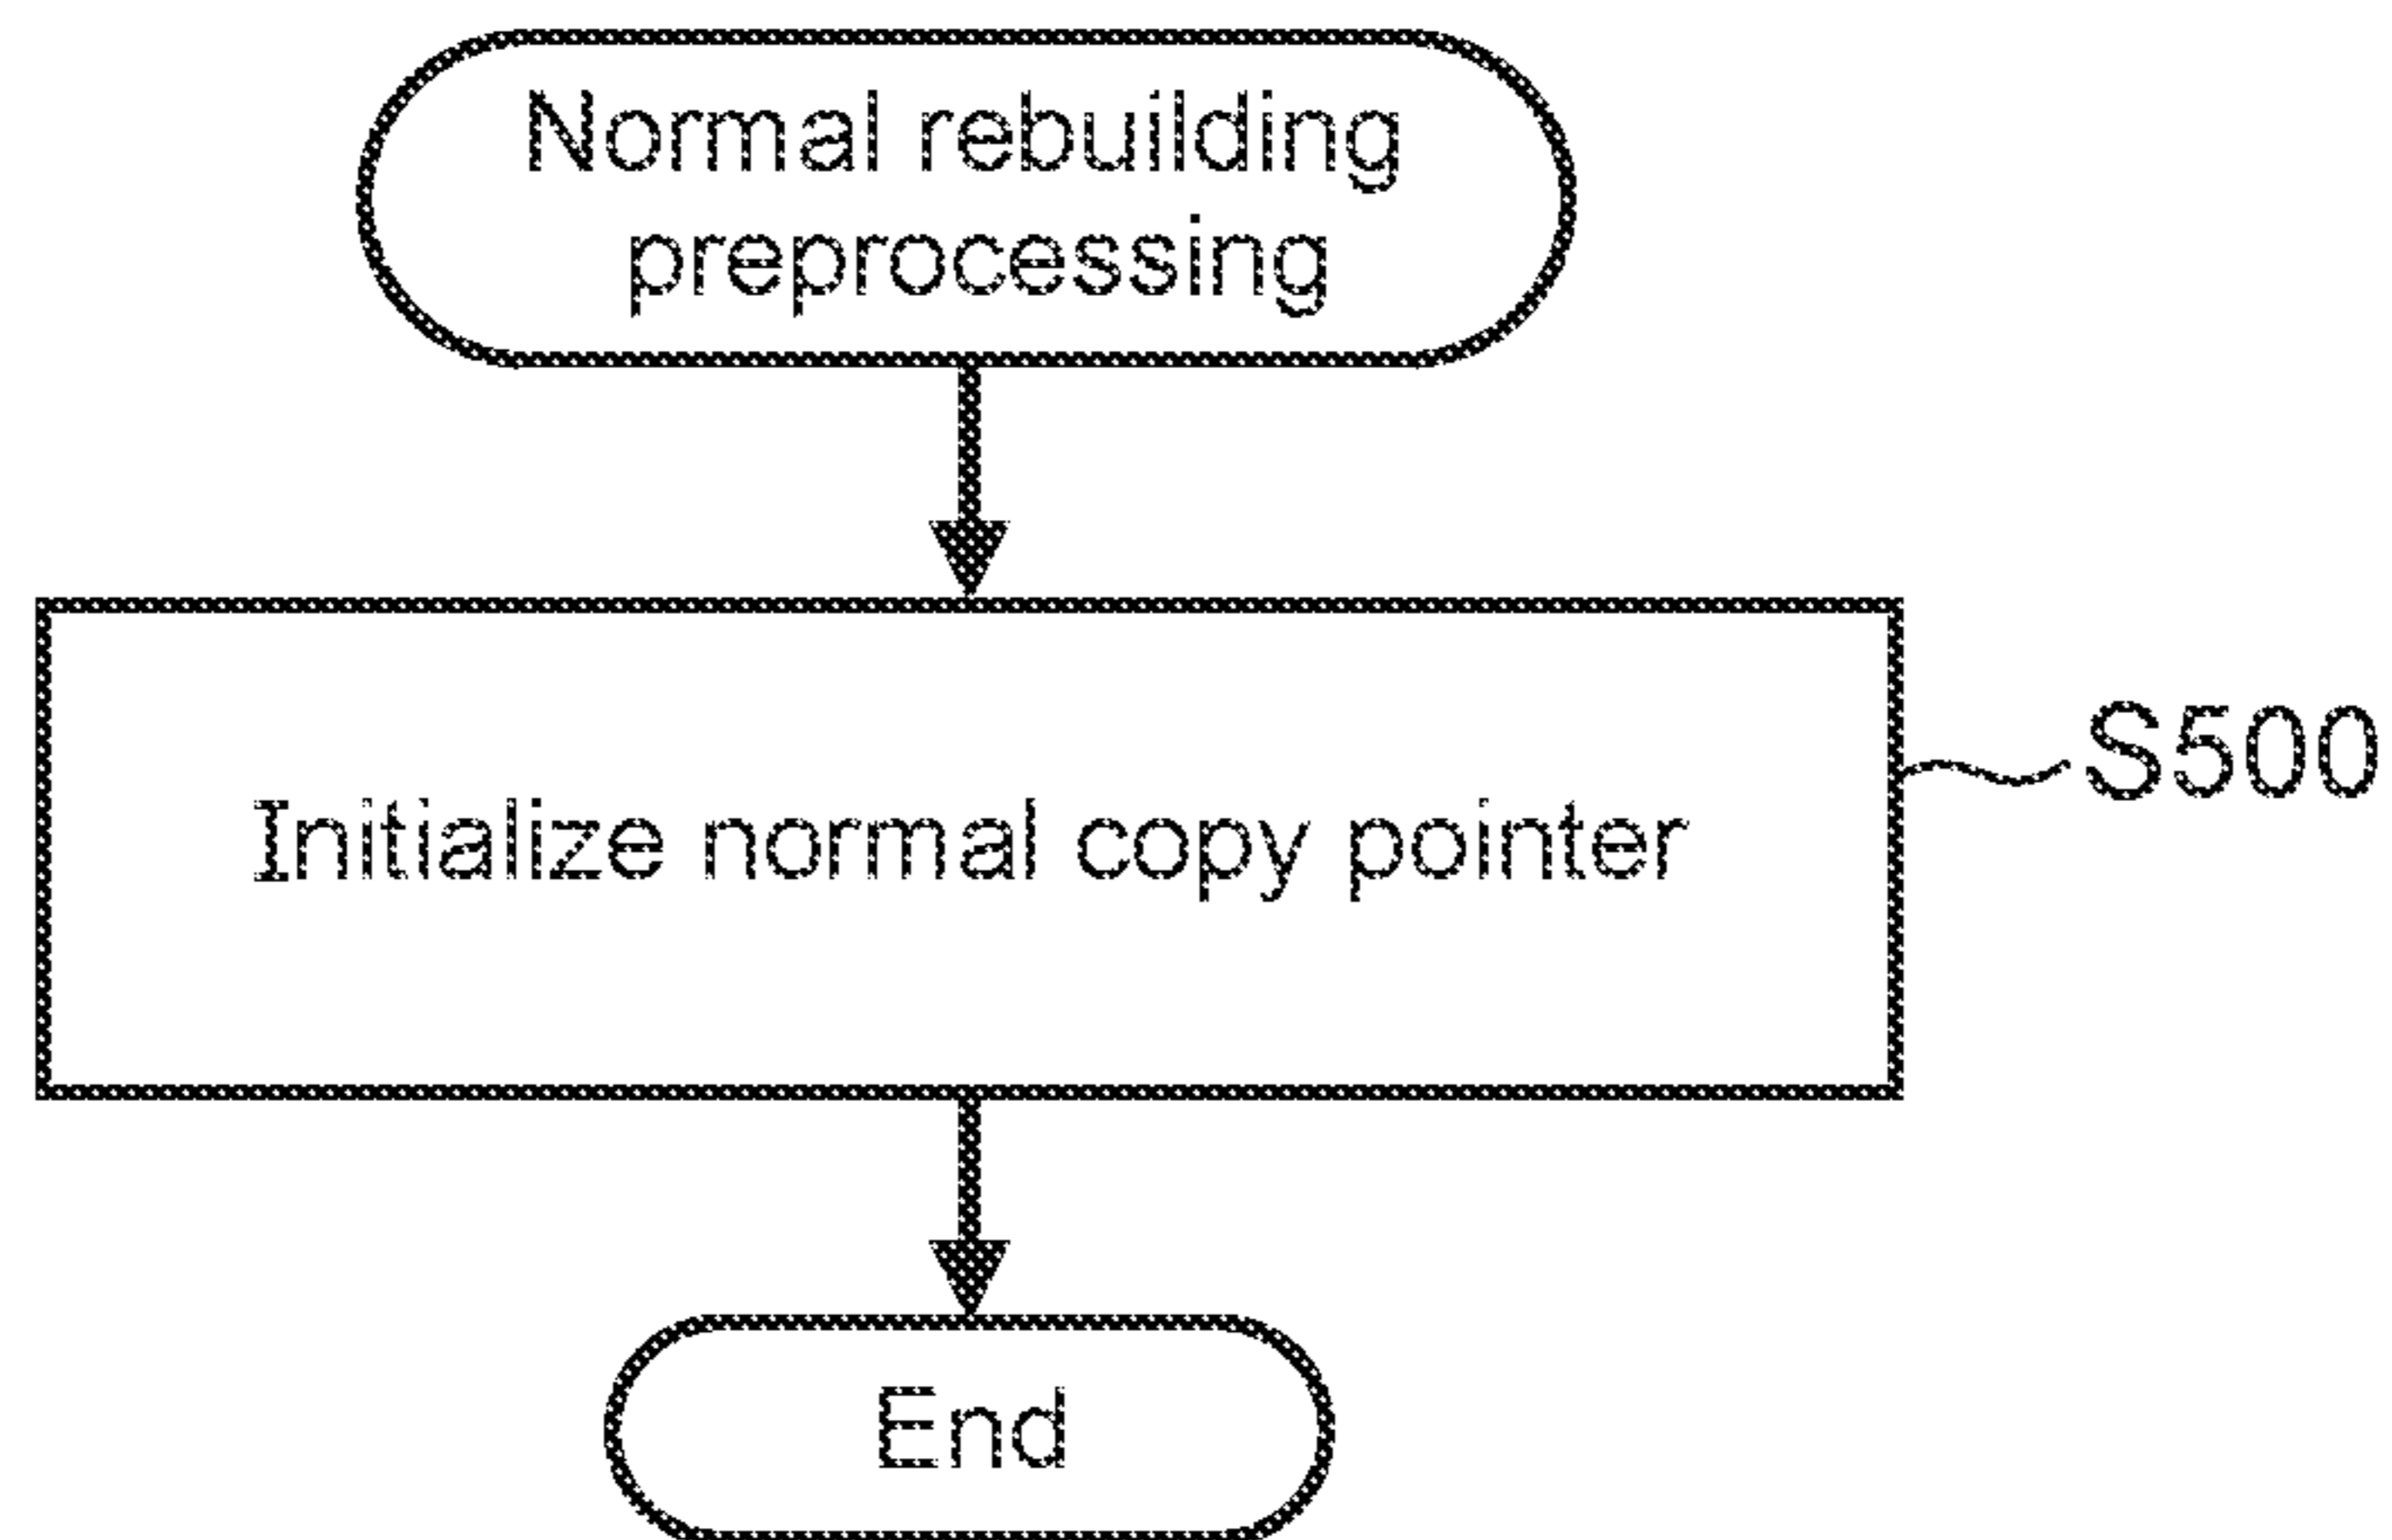 Normal rebuilding
preprocessing
Initialize normal copy pointer
S500
End